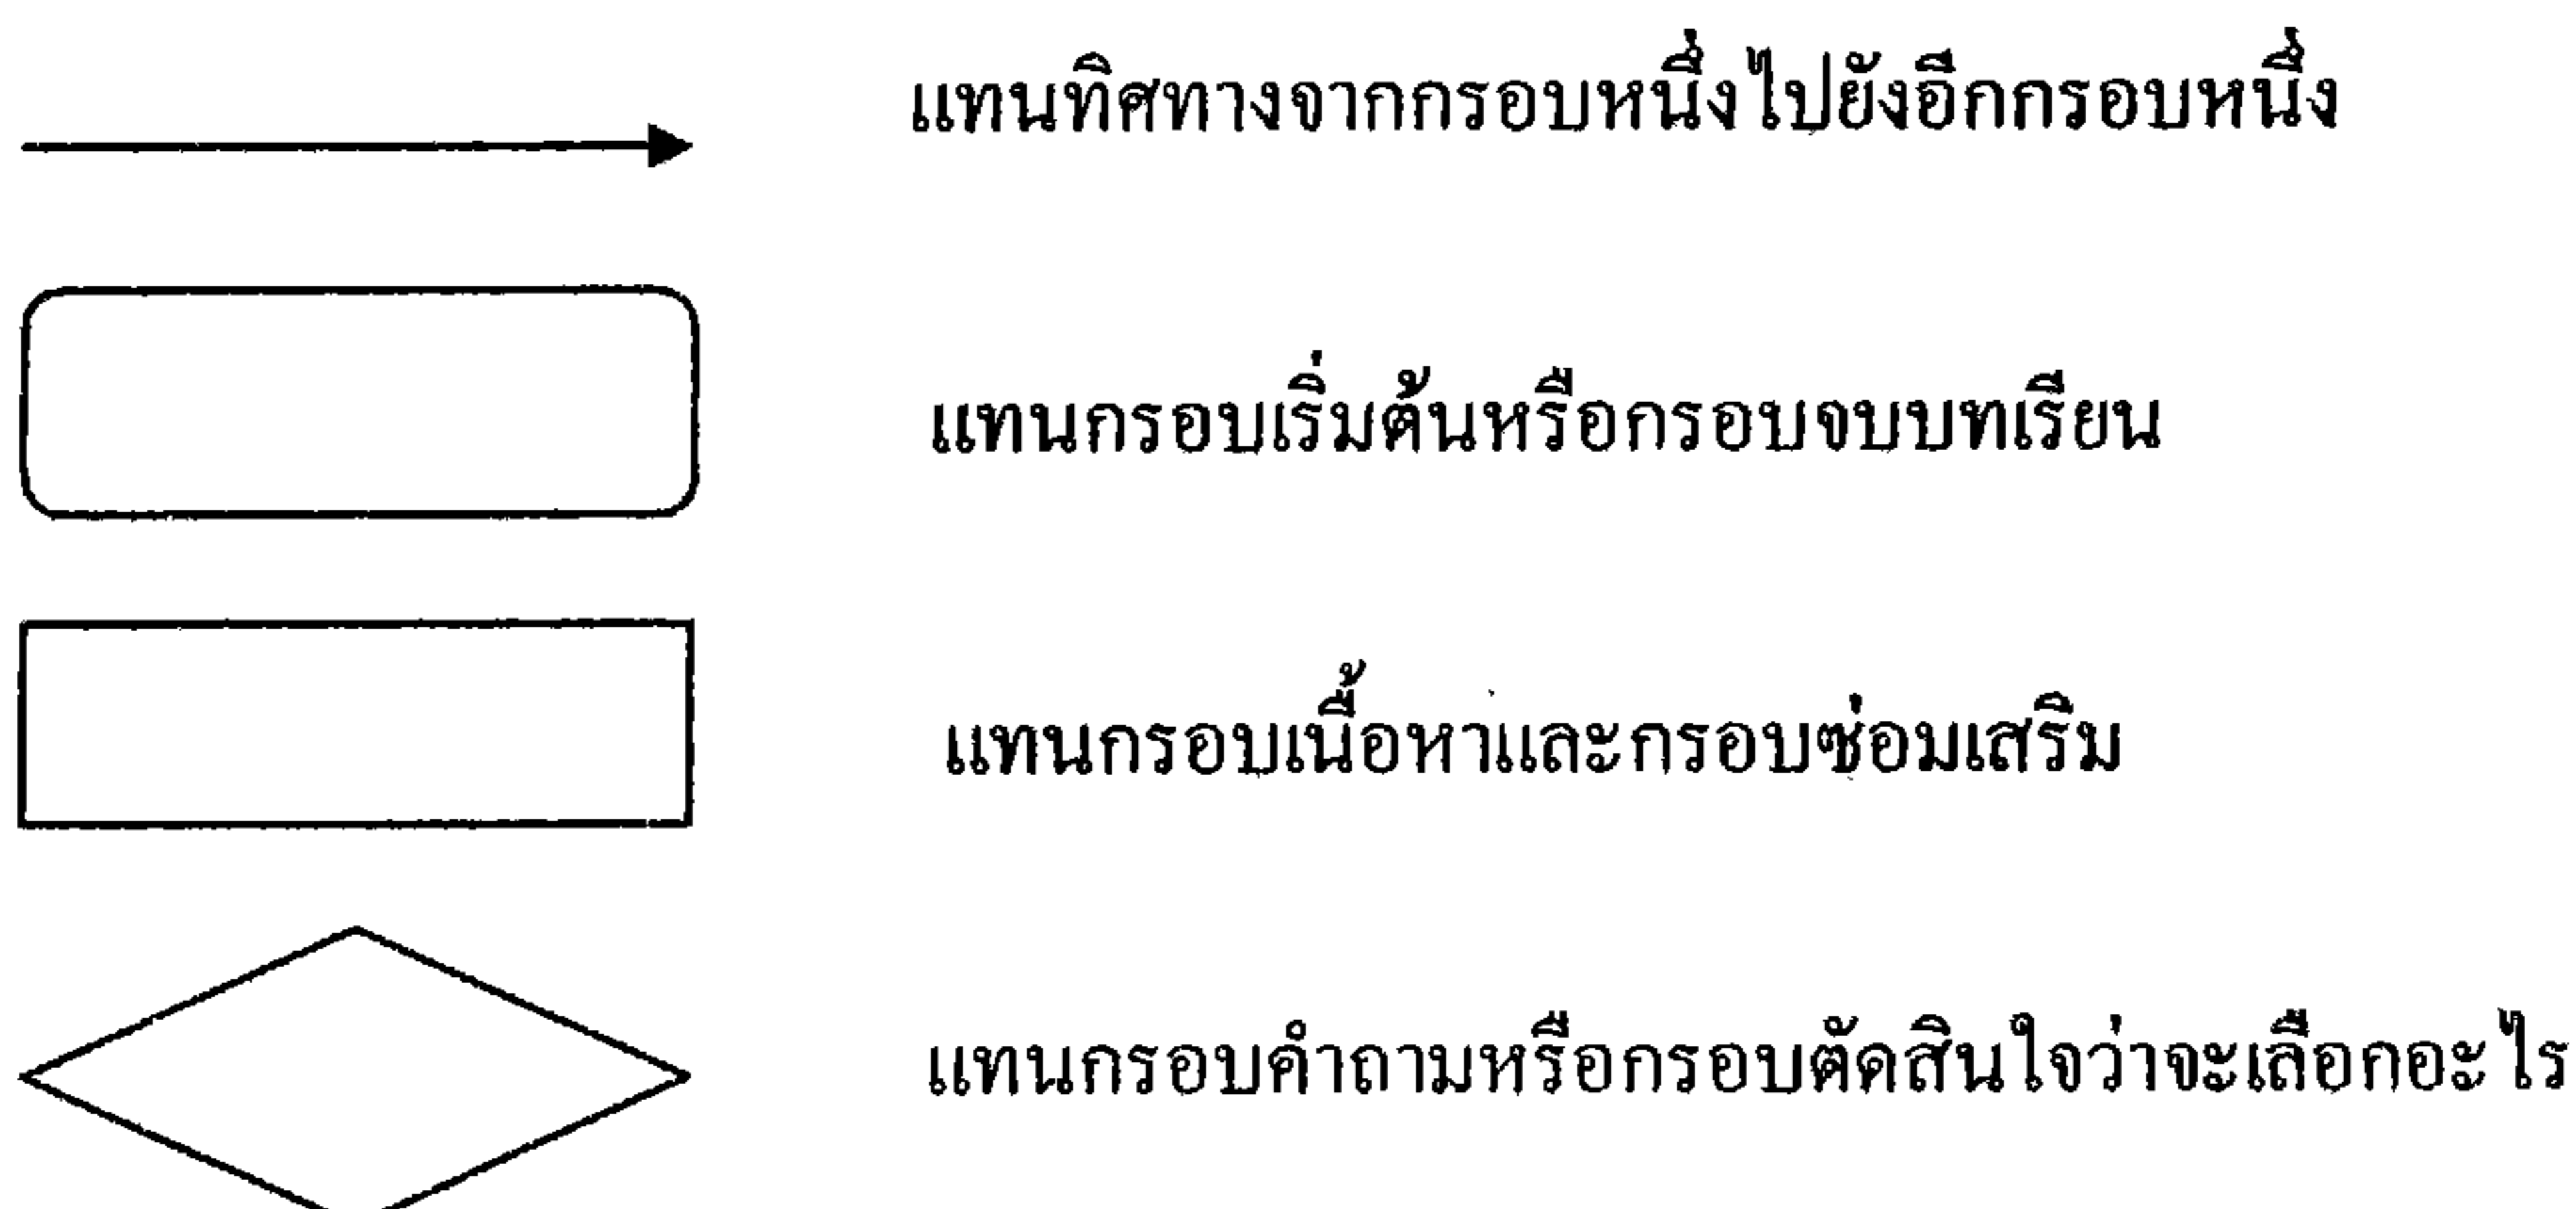 แทนทิศทางจากกรอบหนึ่งไปยังอีกกรอบหนึ่ง
แทนกรอบเริ่มต้นหรือกรอบจบบทเรียน
แทนกรอบเนื้อหาและกรอบซ่อมเสริม
แทนกรอบคำถามหรือกรอบตัดสินใจว่าจะเลือกอะไร